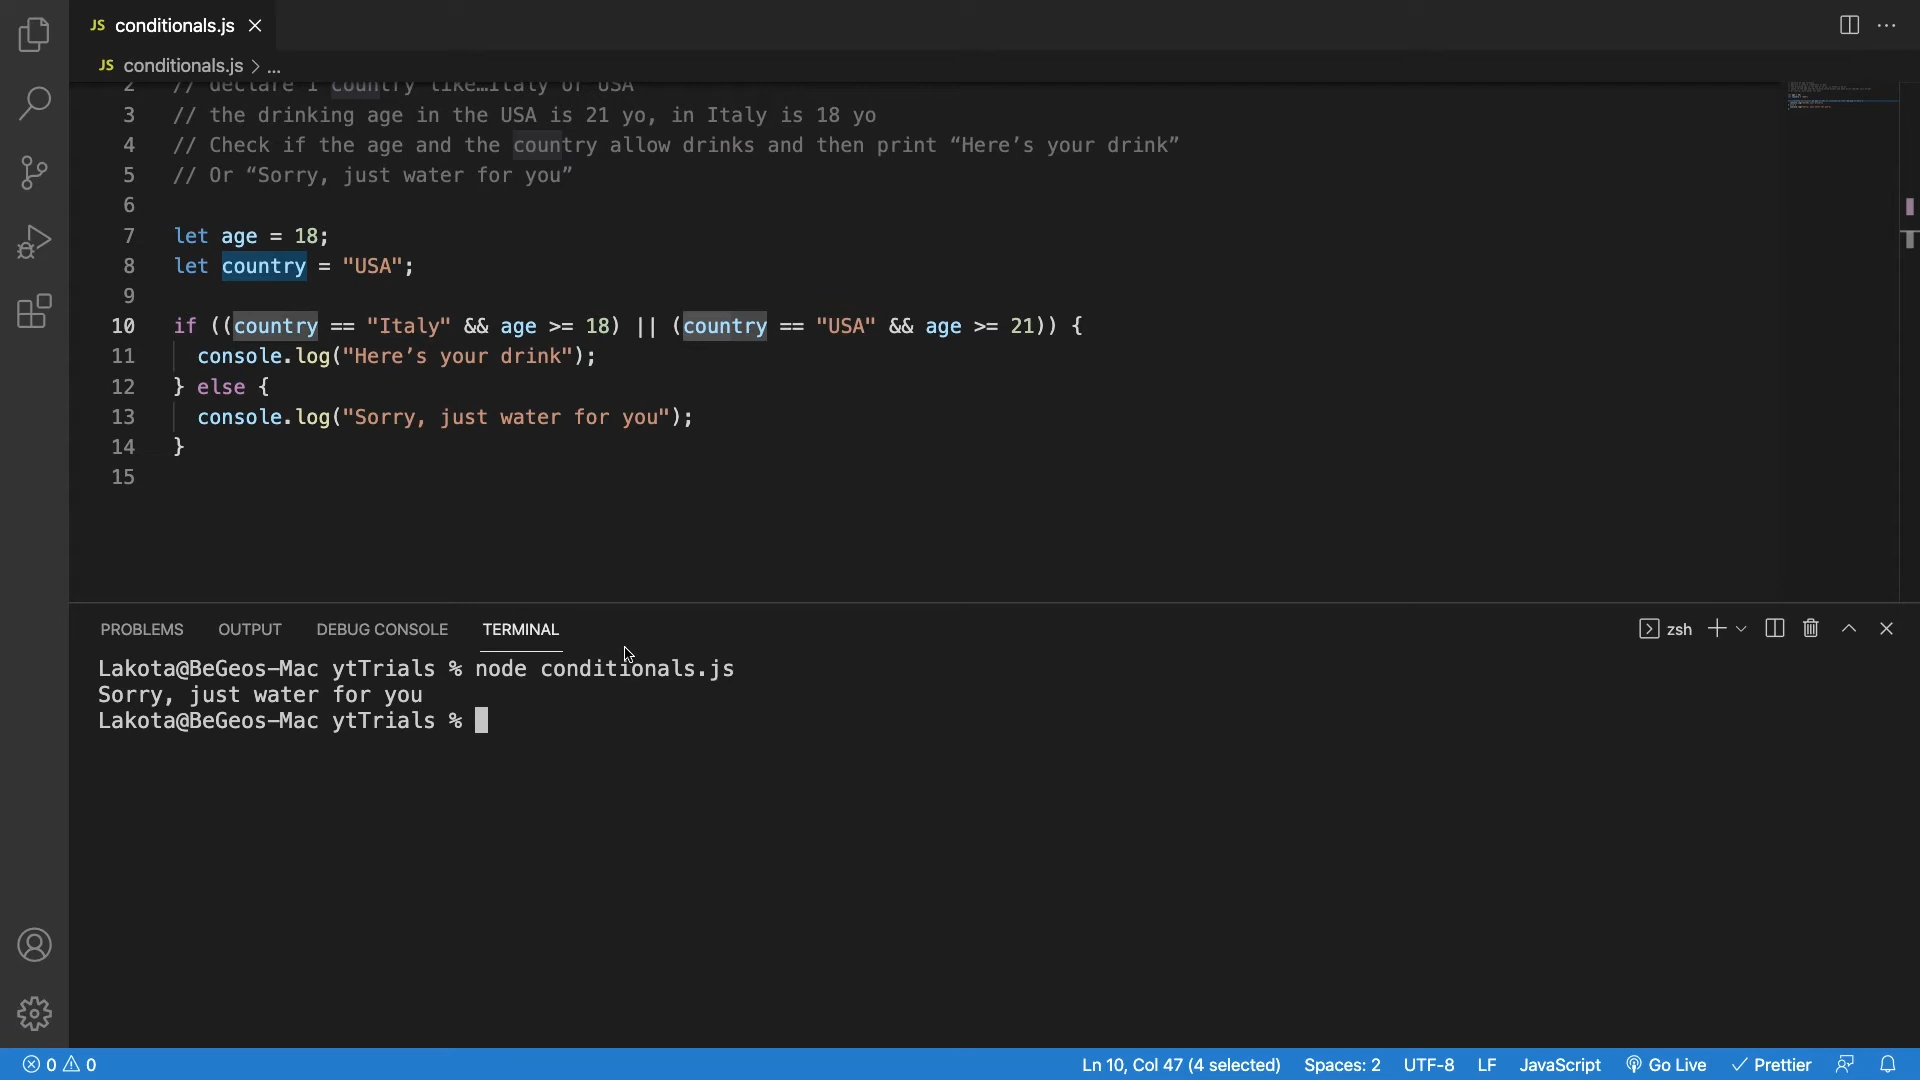 JS conditionals.js
JS conditionals.js > ...
2 // declare 1 country like…Italy or USA
3 // the drinking age in the USA is 21 yo, in Italy is 18 yo
4 // Check if the age and the country allow drinks and then print “Here’s your drink”
5 // Or “Sorry, just water for you”
6
7 let age = 18;
8 let country = "USA";
9
10 if ((country == "Italy" && age >= 18) || (country == "USA" && age >= 21)) {
11 console.log("Here’s your drink");
12 } else {
13 console.log("Sorry, just water for you");
14 }
15
PROBLEMS OUTPUT DEBUG CONSOLE TERMINAL zsh
Lakota@BeGeos-Mac ytTrials % node conditionals.js
Sorry, just water for you
Lakota@BeGeos-Mac ytTrials %
0 0 Ln 10, Col 47 (4 selected) Spaces: 2 UTF-8 LF JavaScript Go Live Prettier